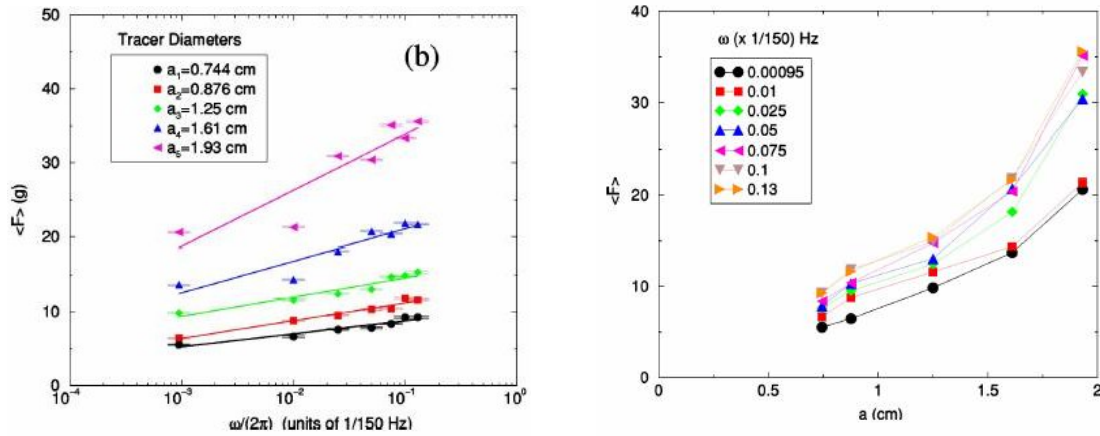 (b)
Tracer Diameters
a₁=0.744 cm
a₂=0.876 cm
a₃=1.25 cm
a₄=1.61 cm
a₅=1.93 cm
50
40
30
20
10
0
<F> (g)
10⁻⁴ 10⁻³ 10⁻² 10⁻¹ 10⁰
ω/(2π) (units of 1/150 Hz)
ω (x 1/150) Hz
0.00095
0.01
0.025
0.05
0.075
0.1
0.13
40
30
20
10
0
<F>
0 0.5 1 1.5 2
a (cm)